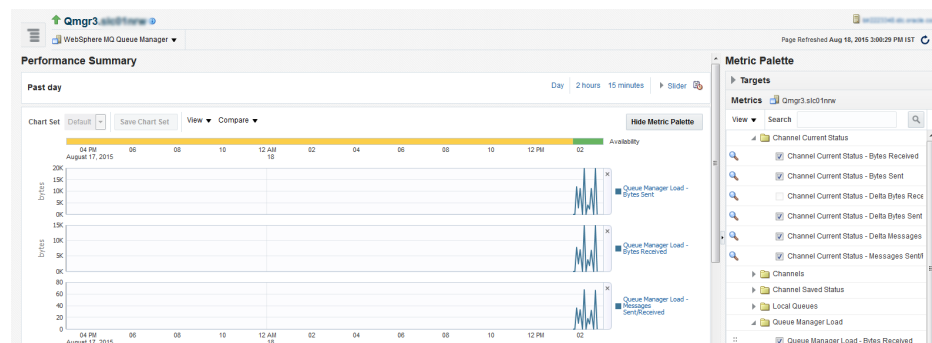 Qmgr3.
WebSphere MQ Queue Manager
Page Refreshed Aug 18, 2015 3:00:29 PM IST
Performance Summary
Past day
Day 2 hours 15 minutes Slider
Chart Set Default Save Chart Set View Compare Hide Metric Palette
Availability
04 PM 06 08 10 12 AM 02 04 06 08 10 12 PM 02
August 17, 2015 18
20K
15K
10K
5K
0K
bytes
Queue Manager Load -
Bytes Sent
15K
10K
5K
0K
bytes
Queue Manager Load -
Bytes Received
80
60
40
20
0
Queue Manager Load -
Messages
Sent/Received
04 PM 06 08 10 12 AM 02 04 06 08 10 12 PM 02
August 17, 2015 18
Metric Palette
Targets
Metrics Qmgr3.slc01nrw
View Search
Channel Current Status
Channel Current Status - Bytes Received
Channel Current Status - Bytes Sent
Channel Current Status - Delta Bytes Rece
Channel Current Status - Delta Bytes Sent
Channel Current Status - Delta Messages
Channel Current Status - Messages Sent/
Channels
Channel Saved Status
Local Queues
Queue Manager Load
Queue Manager Load - Bytes Received